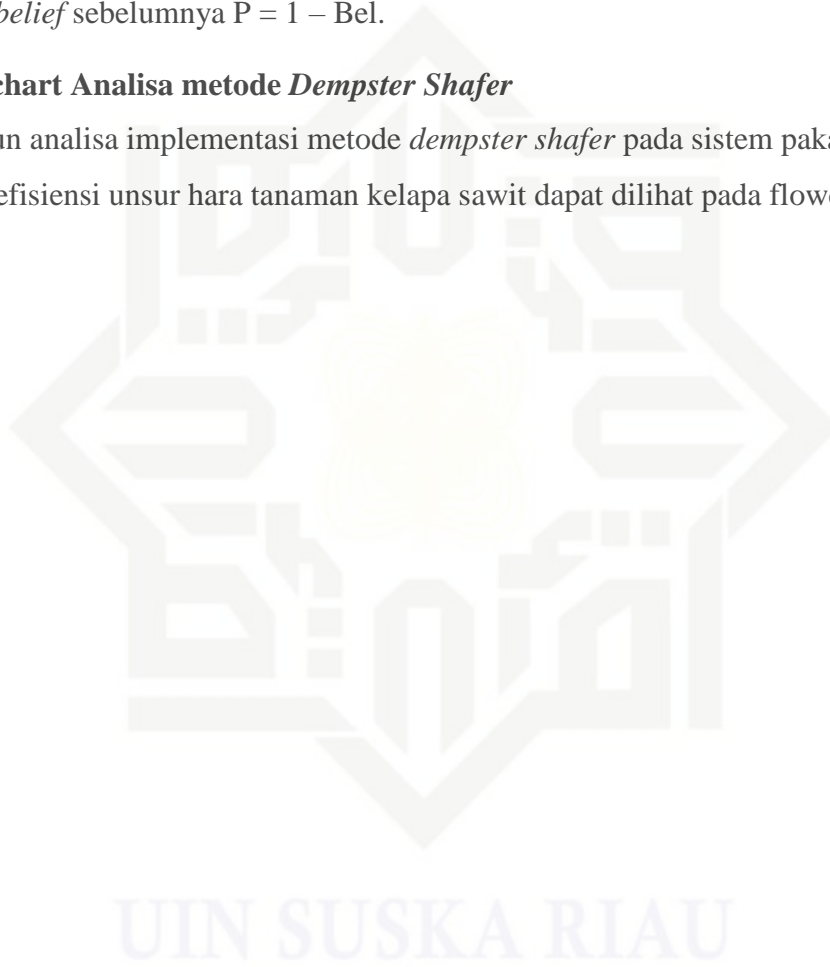 belief sebelumnya P = 1 – Bel.
chart Analisa metode Dempster Shafer
un analisa implementasi metode dempster shafer pada sistem paka
efisiensi unsur hara tanaman kelapa sawit dapat dilihat pada flow
UIN SUSKA RIAU